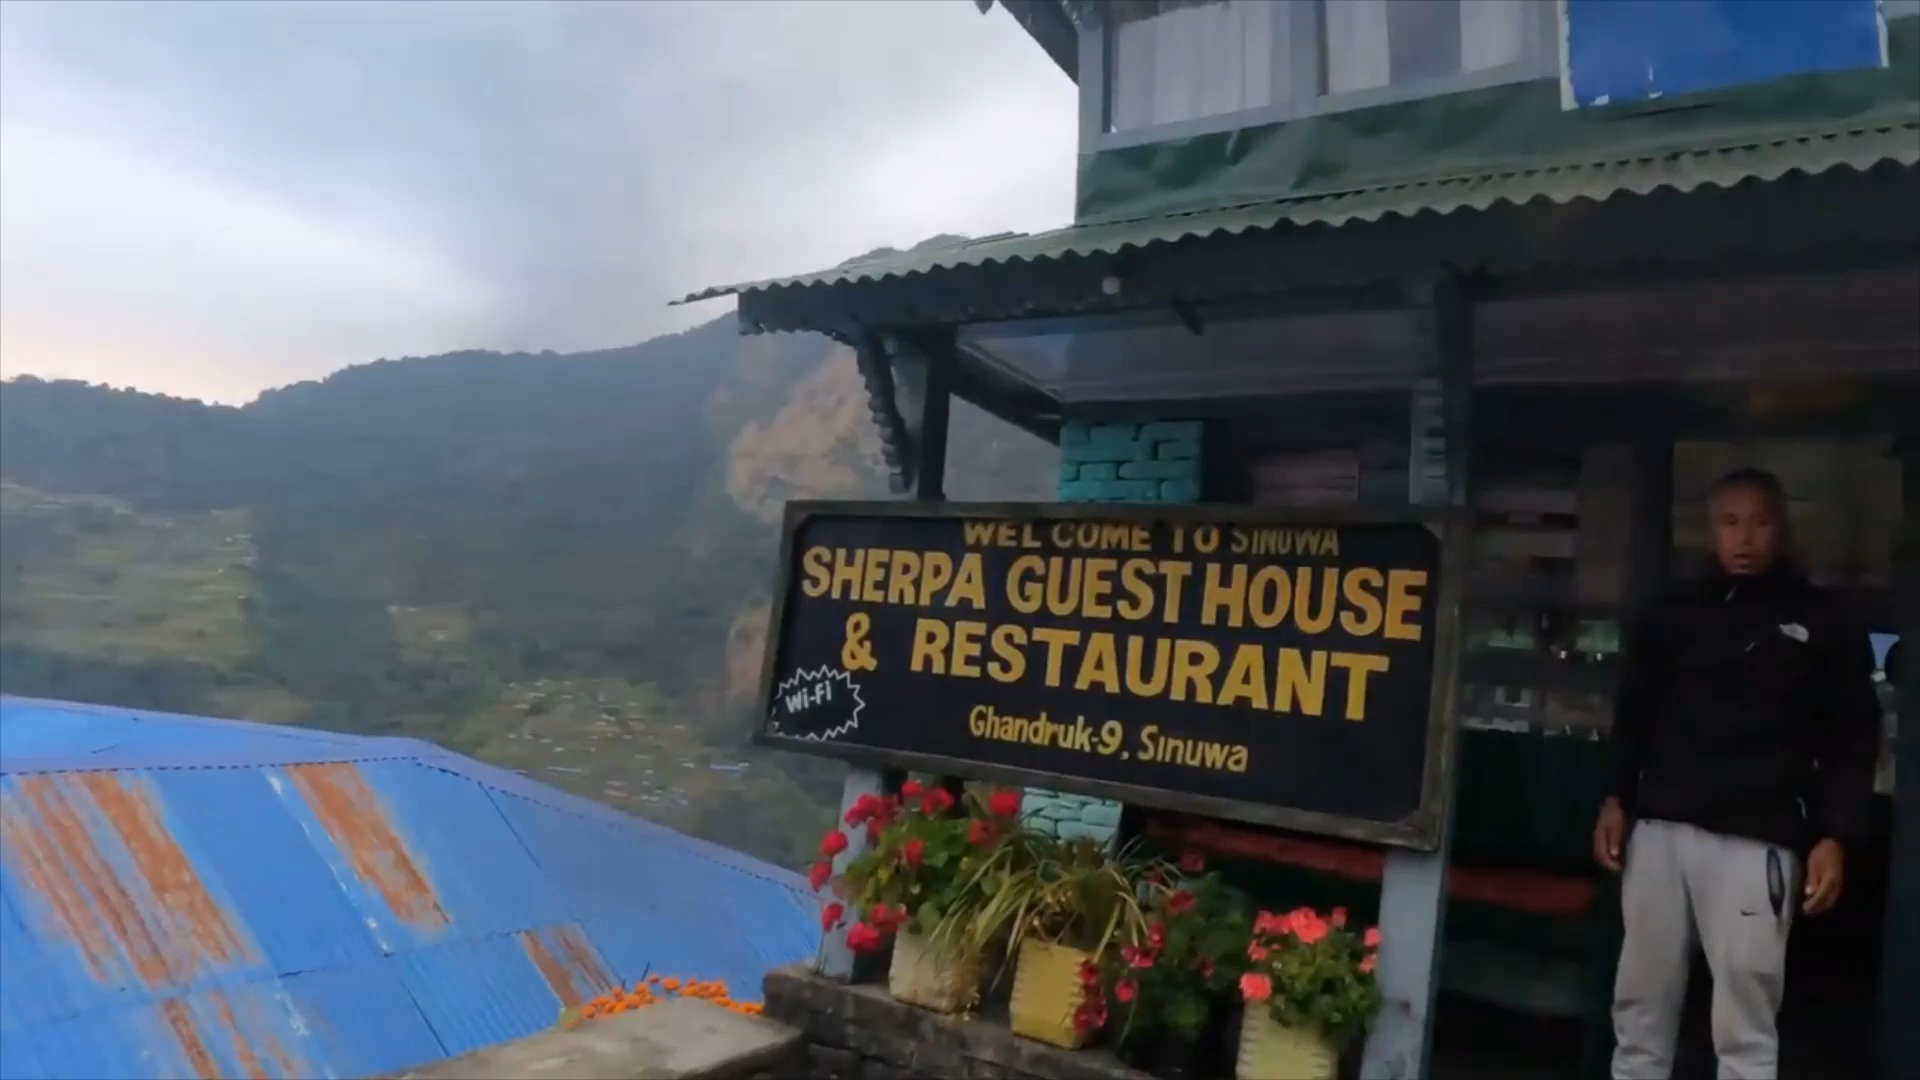 WEL COME TO SINUWA
SHERPA GUEST HOUSE
& RESTAURANT
Wi-Fi
Ghandruk-9, Sinuwa